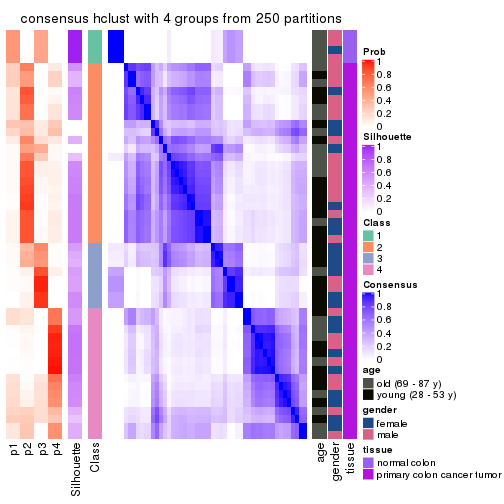 consensus hclust with 4 groups from 250 partitions
Prob
1
0.8
0.6
0.4
0.2
0
Silhouette
1
0.8
0.6
0.4
0.2
0
Class
1
2
3
4
Consensus
1
0.8
0.6
0.4
0.2
0
age
old (69 - 87 y)
young (28 - 53 y)
gender
female
male
tissue
normal colon
primary colon cancer tumor
p1
p2
p3
p4
Silhouette
Class
age
gender
tissue